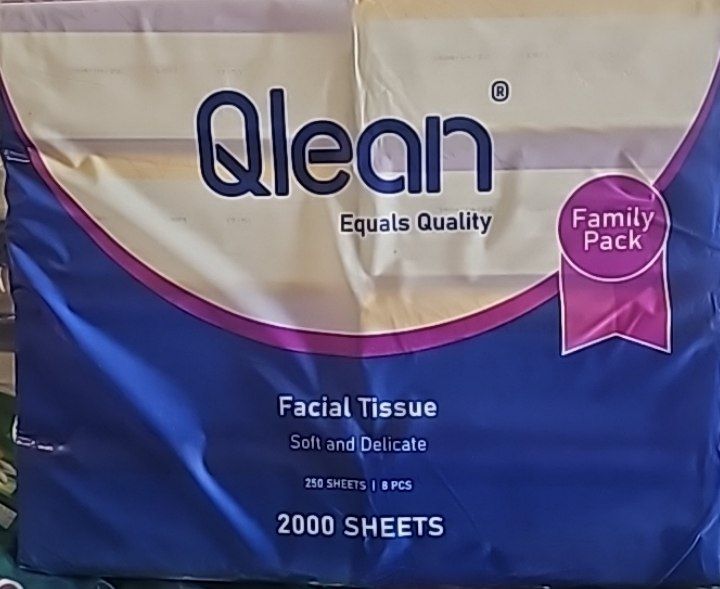 Qlean®
Equals Quality
Family
Pack
Facial Tissue
Soft and Delicate
250 SHEETS | 8 PCS
2000 SHEETS